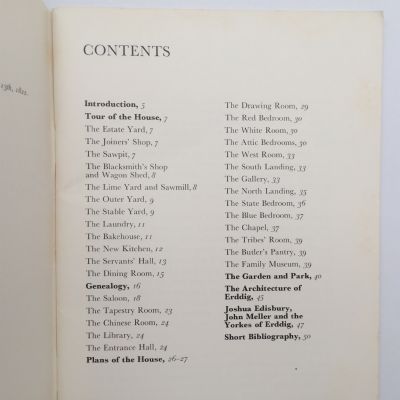 13th, 1822.
CONTENTS
Introduction, 5
Tour of the House, 7
The Estate Yard, 7
The Joiners' Shop, 7
The Sawpit, 7
The Blacksmith's Shop
and Wagon Shed, 8
The Lime Yard and Sawmill, 8
The Outer Yard, 9
The Stable Yard, 9
The Laundry, 11
The Bakehouse, 11
The New Kitchen, 12
The Servants' Hall, 13
The Dining Room, 15
Genealogy, 16
The Saloon, 18
The Tapestry Room, 23
The Chinese Room, 24
The Library, 24
The Entrance Hall, 24
Plans of the House, 26-27
The Drawing Room, 29
The Red Bedroom, 30
The White Room, 30
The Attic Bedrooms, 30
The West Room, 33
The South Landing, 33
The Gallery, 33
The North Landing, 35
The State Bedroom, 36
The Blue Bedroom, 37
The Chapel, 37
The Tribes' Room, 39
The Butler's Pantry, 39
The Family Museum, 39
The Garden and Park, 40
The Architecture of
Erddig, 45
Joshua Edisbury,
John Meller and the
Yorkes of Erddig, 47
Short Bibliography, 50